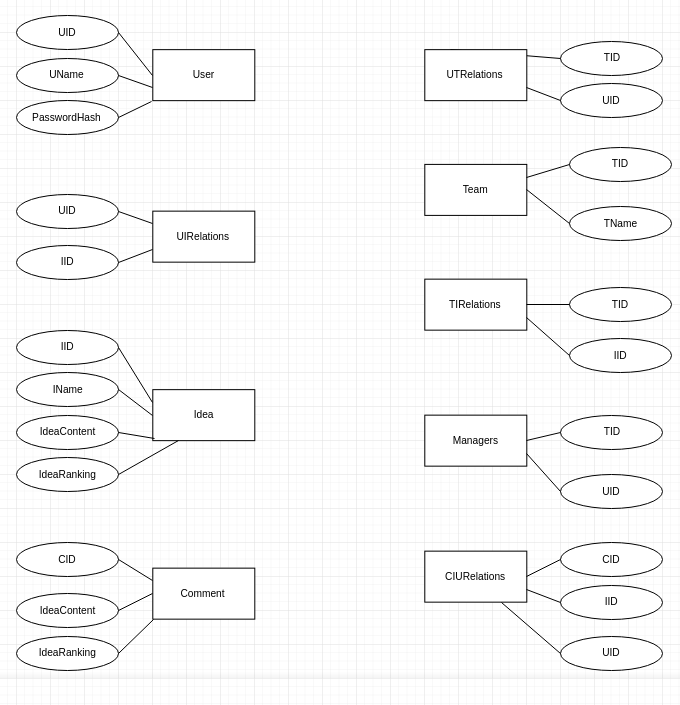 UID
UName
PasswordHash
User
UID
IID
UIRelations
IID
IName
IdeaContent
IdeaRanking
Idea
CID
IdeaContent
IdeaRanking
Comment
UTRelations
TID
UID
Team
TID
TName
TIRelations
TID
IID
Managers
TID
UID
CIURelations
CID
IID
UID